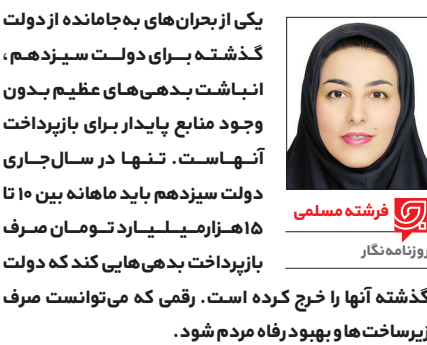 یکی از بحران‌های به‌جامانده از دولت
گذشته برای دولت سیزدهم،
انباشت بدهی‌های عظیم بدون
وجود منابع پایدار برای بازپرداخت
آنهاست. تنها در سال‌جاری
دولت سیزدهم باید ماهانه بین ۱۰ تا
۱۵هزارمیلیارد تومان صرف
بازپرداخت بدهی‌هایی کند که دولت
گذشته آنها را خرج کرده است. رقمی که می‌توانست صرف
زیرساخت‌ها و بهبود رفاه مردم شود.
فرشته مسلمی
روزنامه‌نگار